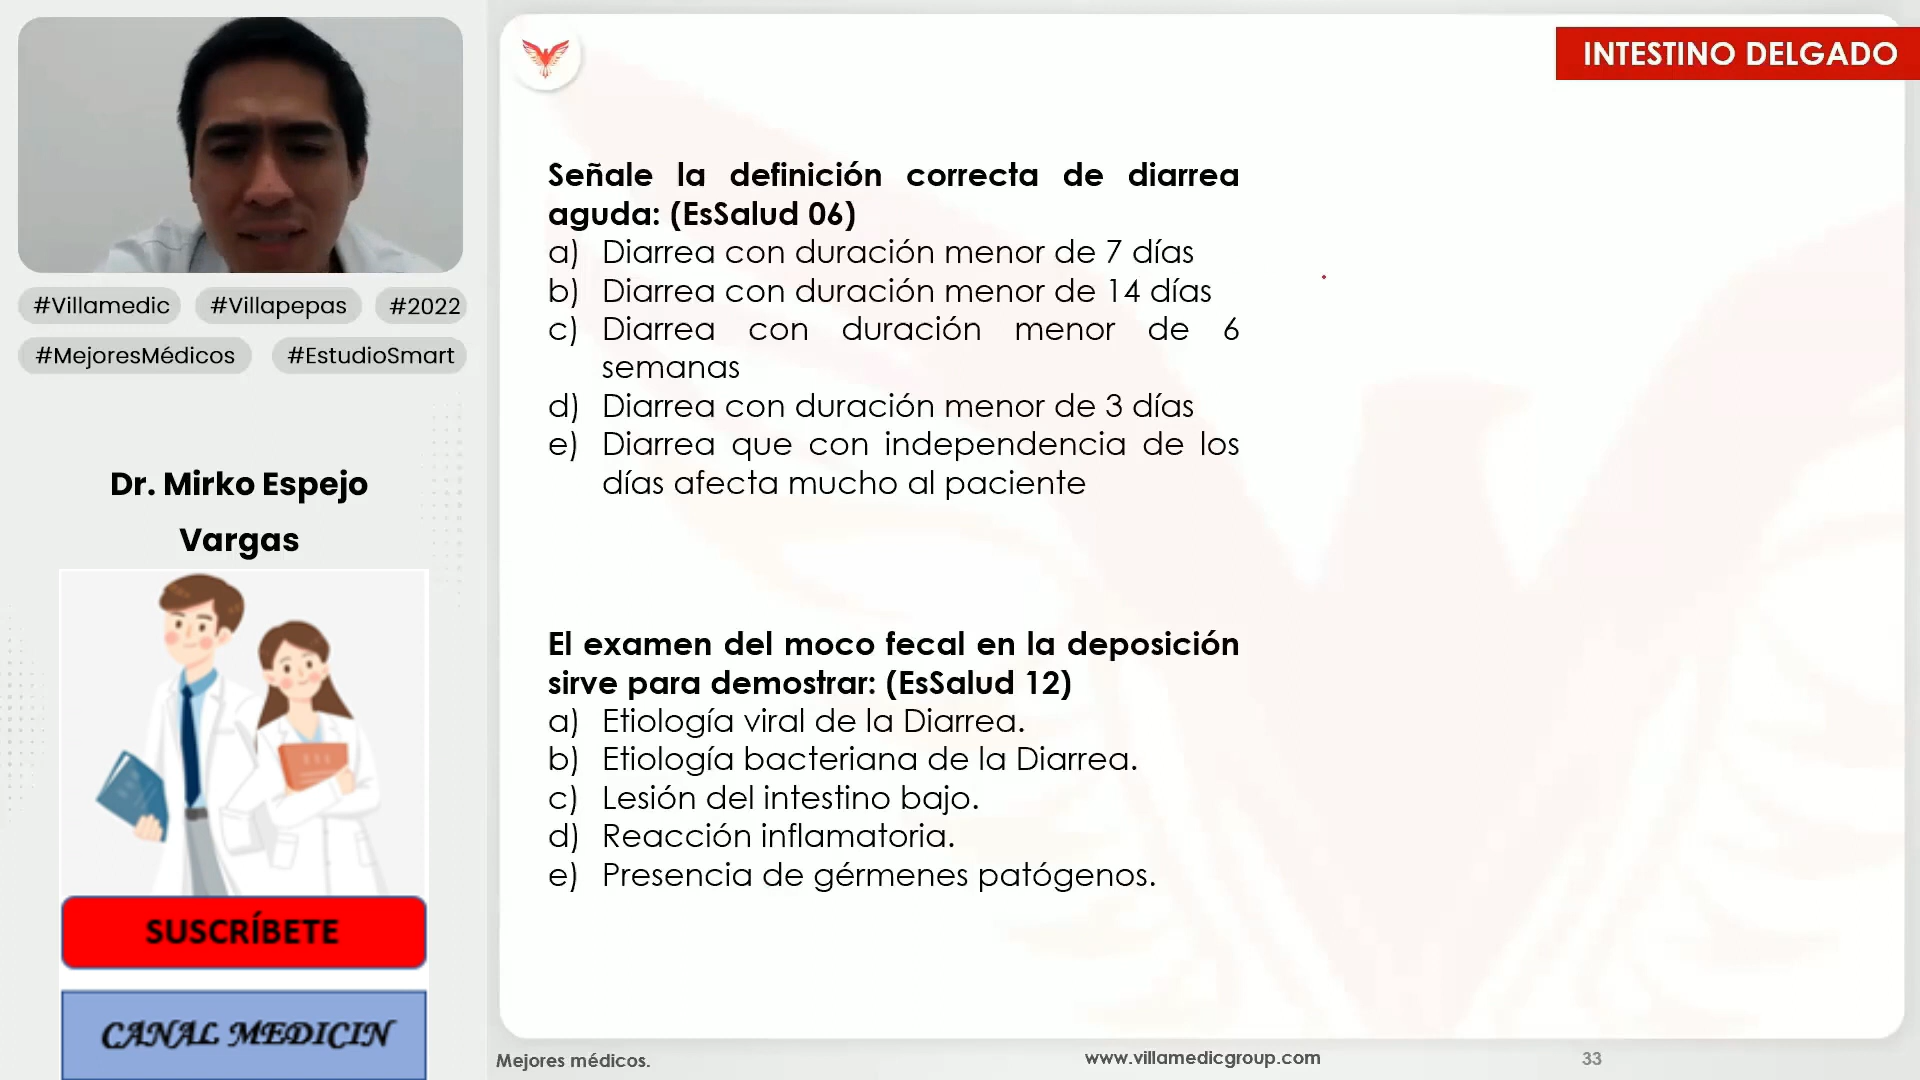 INTESTINO DELGADO
Señale la definición correcta de diarrea
aguda: (EsSalud 06)
a) Diarrea con duración menor de 7 días
b) Diarrea con duración menor de 14 días
c) Diarrea con duración menor de 6
semanas
d) Diarrea con duración menor de 3 días
e) Diarrea que con independencia de los
días afecta mucho al paciente
El examen del moco fecal en la deposición
sirve para demostrar: (EsSalud 12)
a) Etiología viral de la Diarrea.
b) Etiología bacteriana de la Diarrea.
c) Lesión del intestino bajo.
d) Reacción inflamatoria.
e) Presencia de gérmenes patógenos.
#Villamedic #Villapepas #2022
#MejoresMédicos #EstudioSmart
Dr. Mirko Espejo
Vargas
SUSCRÍBETE
CANAL MEDICIN
Mejores médicos.
www.villamedicgroup.com
33